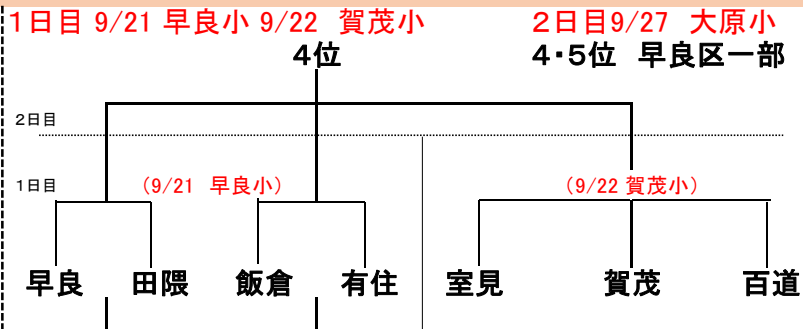 1日目 9/21 早良小 9/22 賀茂小
2日目9/27 大原小
4位
4・5位 早良区一部
2日目
1日目
(9/21 早良小)
(9/22 賀茂小)
早良 田隈 飯倉 有住 室見 賀茂 百道